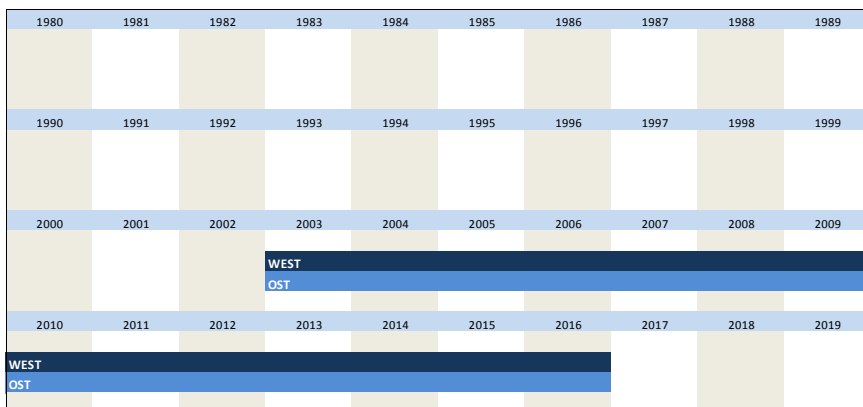 1980 1981 1982 1983 1984 1985 1986 1987 1988 1989
1990 1991 1992 1993 1994 1995 1996 1997 1998 1999
2000 2001 2002 2003 2004 2005 2006 2007 2008 2009
WEST
OST
2010 2011 2012 2013 2014 2015 2016 2017 2018 2019
WEST
OST